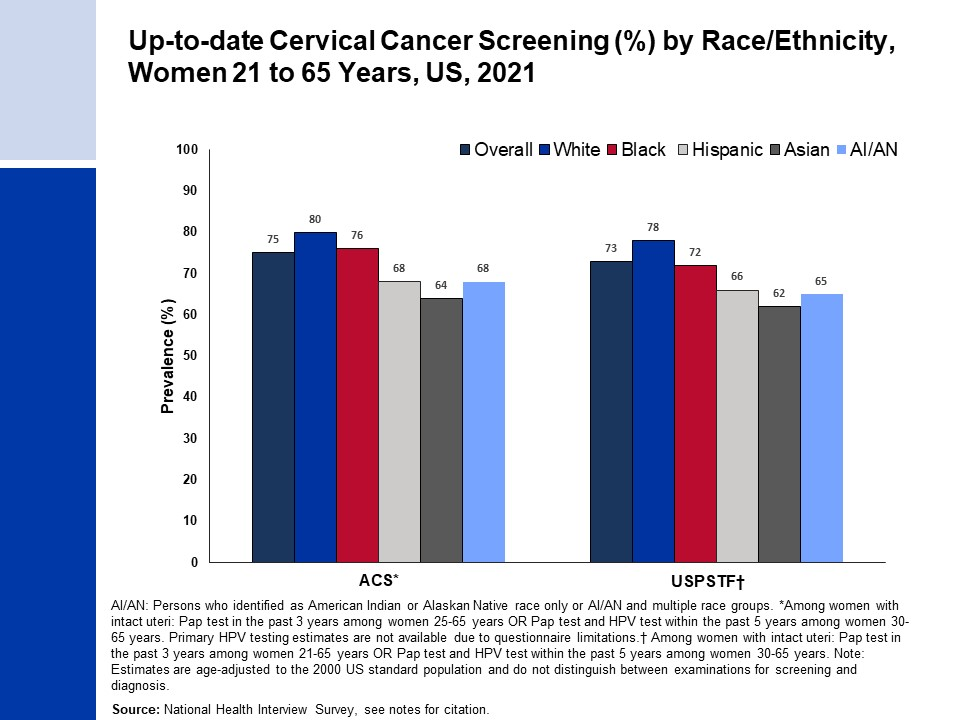 Up-to-date Cervical Cancer Screening (%) by Race/Ethnicity,
Women 21 to 65 Years, US, 2021
Overall White Black Hispanic Asian AI/AN
Prevalence (%)
100
90
80
70
60
50
40
30
20
10
0
75 80 76 68 64 68
73 78 72 66 62 65
ACS* USPSTF†
AI/AN: Persons who identified as American Indian or Alaskan Native race only or AI/AN and multiple race groups. *Among women with
intact uteri: Pap test in the past 3 years among women 25-65 years OR Pap test and HPV test within the past 5 years among women 30-
65 years. Primary HPV testing estimates are not available due to questionnaire limitations.† Among women with intact uteri: Pap test in
the past 3 years among women 21-65 years OR Pap test and HPV test within the past 5 years among women 30-65 years. Note:
Estimates are age-adjusted to the 2000 US standard population and do not distinguish between examinations for screening and
diagnosis.
Source: National Health Interview Survey, see notes for citation.